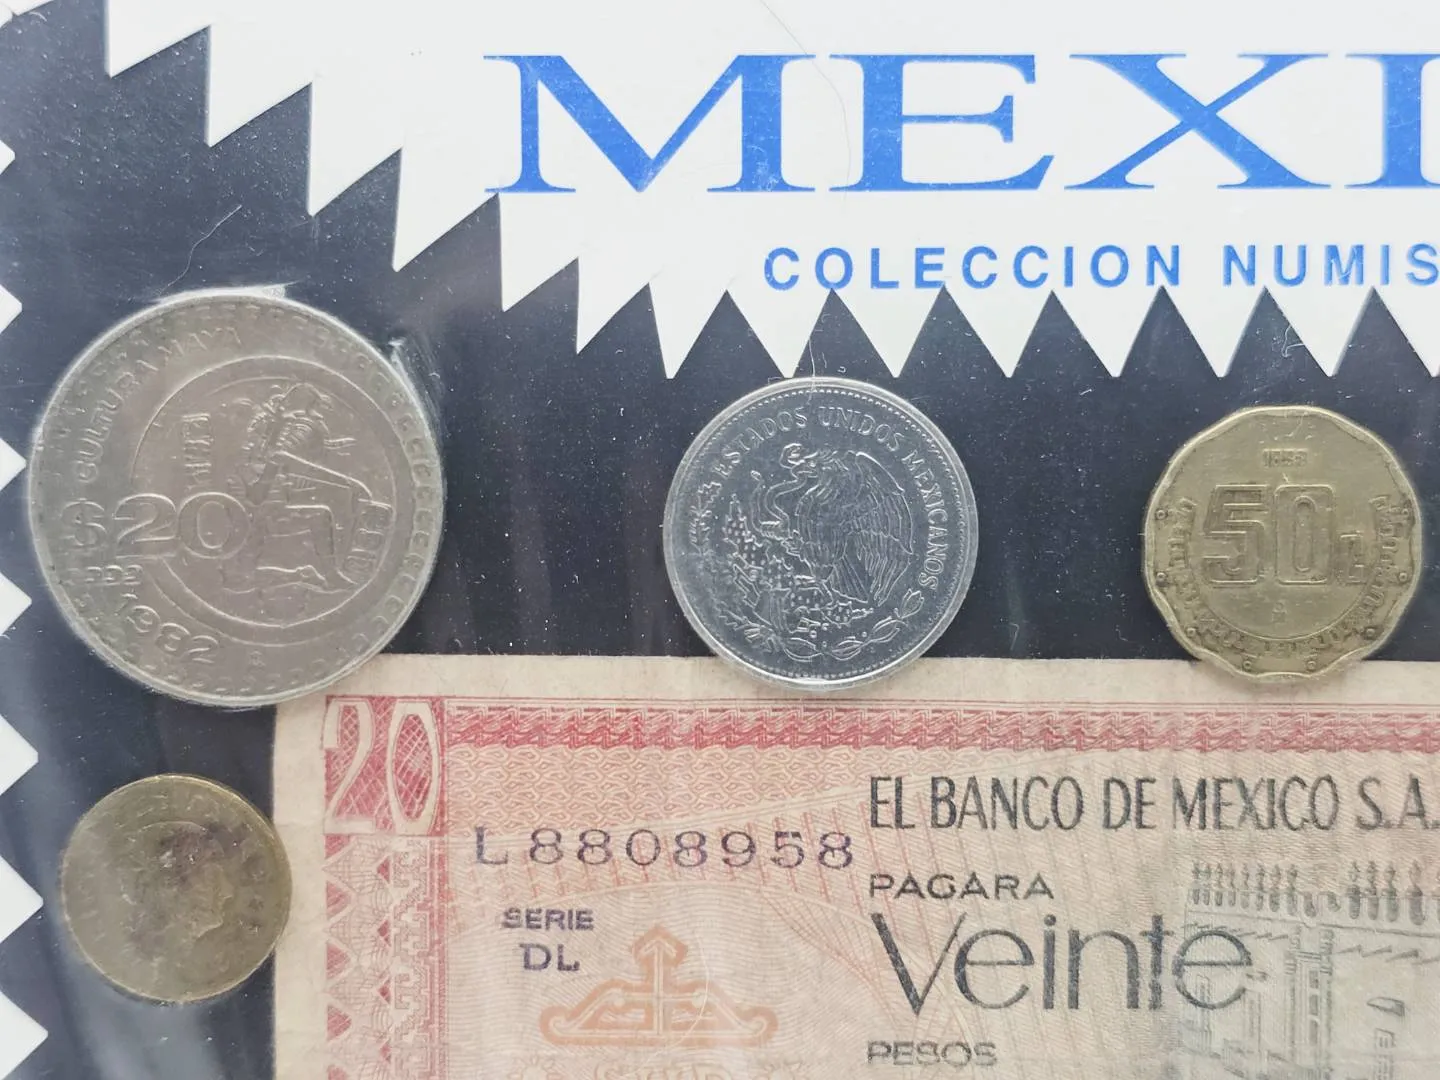 MEXI
COLECCION NUMIS
CULTURA MAYA
$20
1982
ESTADOS UNIDOS MEXICANOS
50¢
20
EL BANCO DE MEXICO S.A.
L8808958
PAGARA
SERIE
DL
Veinte
PESOS